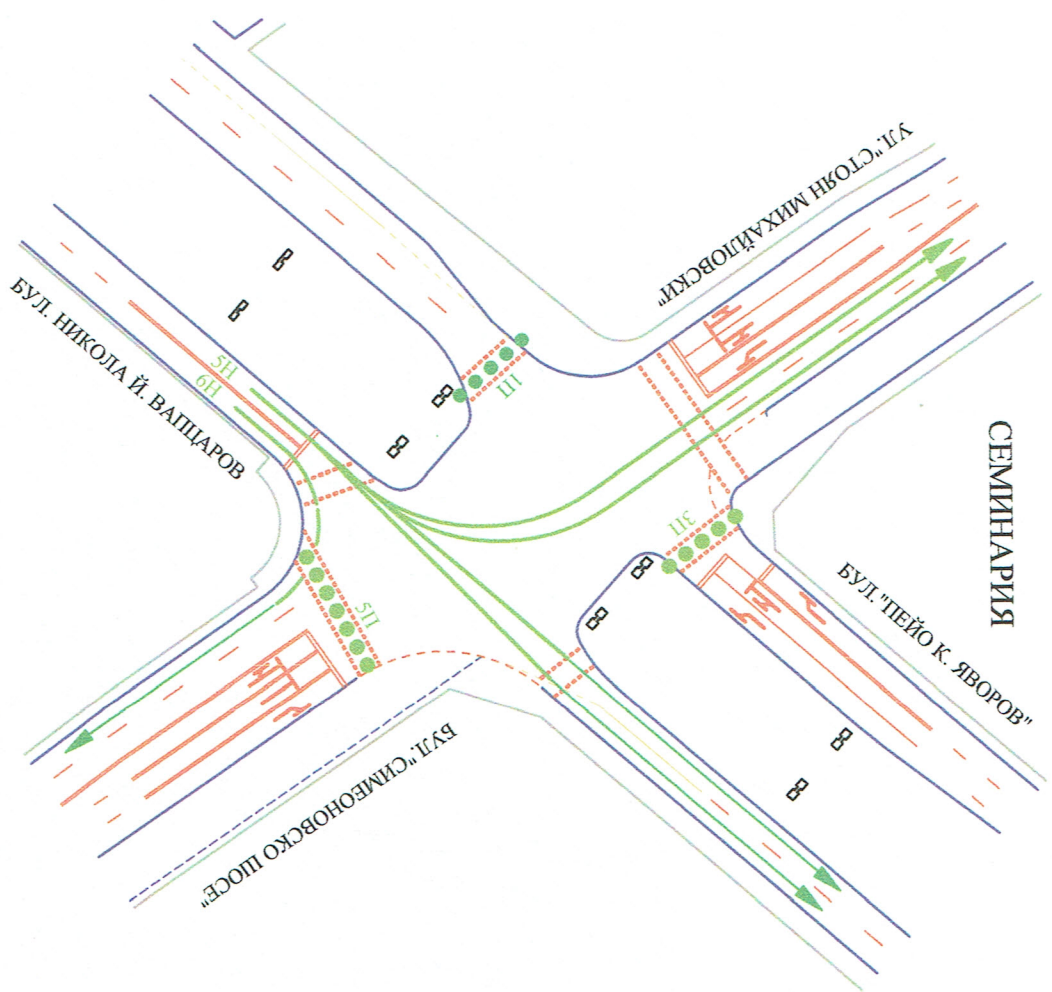 УЛ."СТОЯН МИХАЙЛОВСКИ"
СЕМИНАРИЯ
БУЛ. НИКОЛА Й. ВАПЦАРОВ
5Н
6Н
1П
3П
БУЛ."ПЕЙО К. ЯВОРОВ"
5П
БУЛ."СИМЕОНОВСКО ШОСЕ"